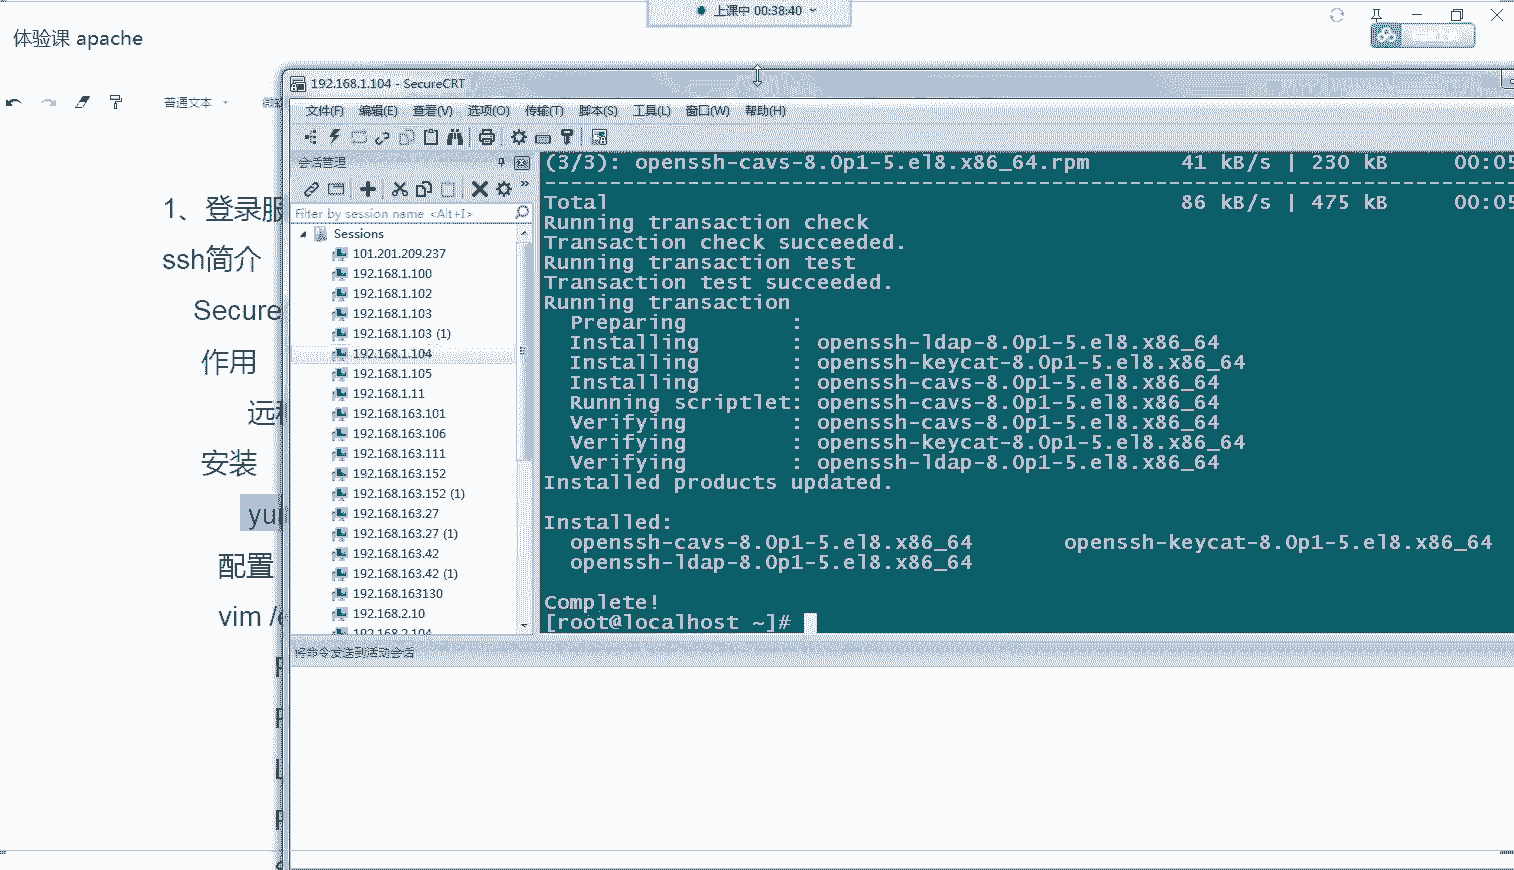 上课中 00:38:40
体验课 apache
普通文本
1、登录服
ssh简介
Secure
作用
远
安装
yu
配置
vim /e
192.168.1.104 - SecureCRT
文件(F) 编辑(E) 查看(V) 选项(O) 传输(T) 脚本(S) 工具(L) 窗口(W) 帮助(H)
会话管理
Filter by session name <Alt+I>
Sessions
101.201.209.237
192.168.1.100
192.168.1.102
192.168.1.103
192.168.1.103 (1)
192.168.1.104
192.168.1.105
192.168.1.11
192.168.163.101
192.168.163.106
192.168.163.111
192.168.163.152
192.168.163.152 (1)
192.168.163.27
192.168.163.27 (1)
192.168.163.42
192.168.163.42 (1)
192.168.163130
192.168.2.10
192.168.2.104
(3/3): openssh-cavs-8.0p1-5.el8.x86_64.rpm 41 kB/s | 230 kB 00:05
--------------------------------------------------------------------------------
Total 86 kB/s | 475 kB 00:05
Running transaction check
Transaction check succeeded.
Running transaction test
Transaction test succeeded.
Running transaction
Preparing :
Installing : openssh-ldap-8.0p1-5.el8.x86_64
Installing : openssh-keycat-8.0p1-5.el8.x86_64
Installing : openssh-cavs-8.0p1-5.el8.x86_64
Running scriptlet: openssh-cavs-8.0p1-5.el8.x86_64
Verifying : openssh-cavs-8.0p1-5.el8.x86_64
Verifying : openssh-keycat-8.0p1-5.el8.x86_64
Verifying : openssh-ldap-8.0p1-5.el8.x86_64
Installed products updated.
Installed:
openssh-cavs-8.0p1-5.el8.x86_64 openssh-keycat-8.0p1-5.el8.x86_64
openssh-ldap-8.0p1-5.el8.x86_64
Complete!
[root@localhost ~]#
将命令发送到活动会话